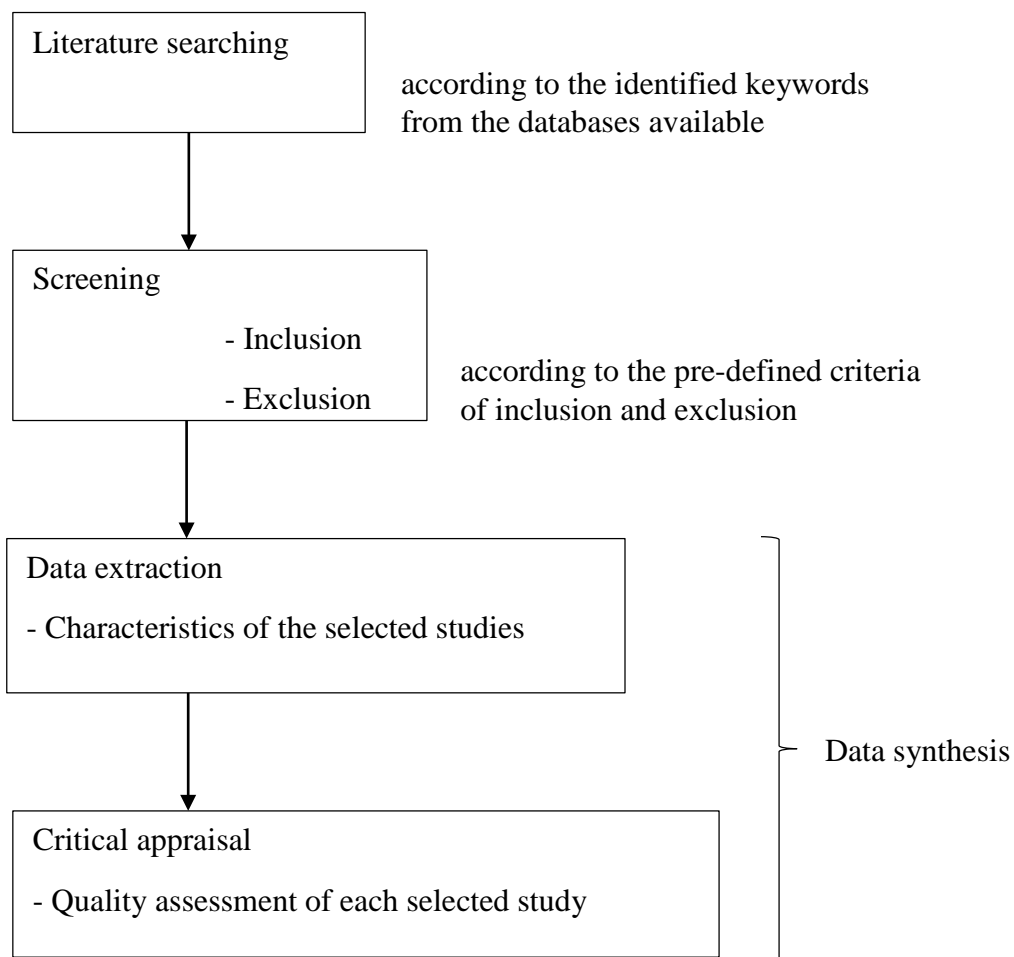 Literature searching
according to the identified keywords
from the databases available
Screening
- Inclusion
- Exclusion
according to the pre-defined criteria
of inclusion and exclusion
Data extraction
- Characteristics of the selected studies
Data synthesis
Critical appraisal
- Quality assessment of each selected study